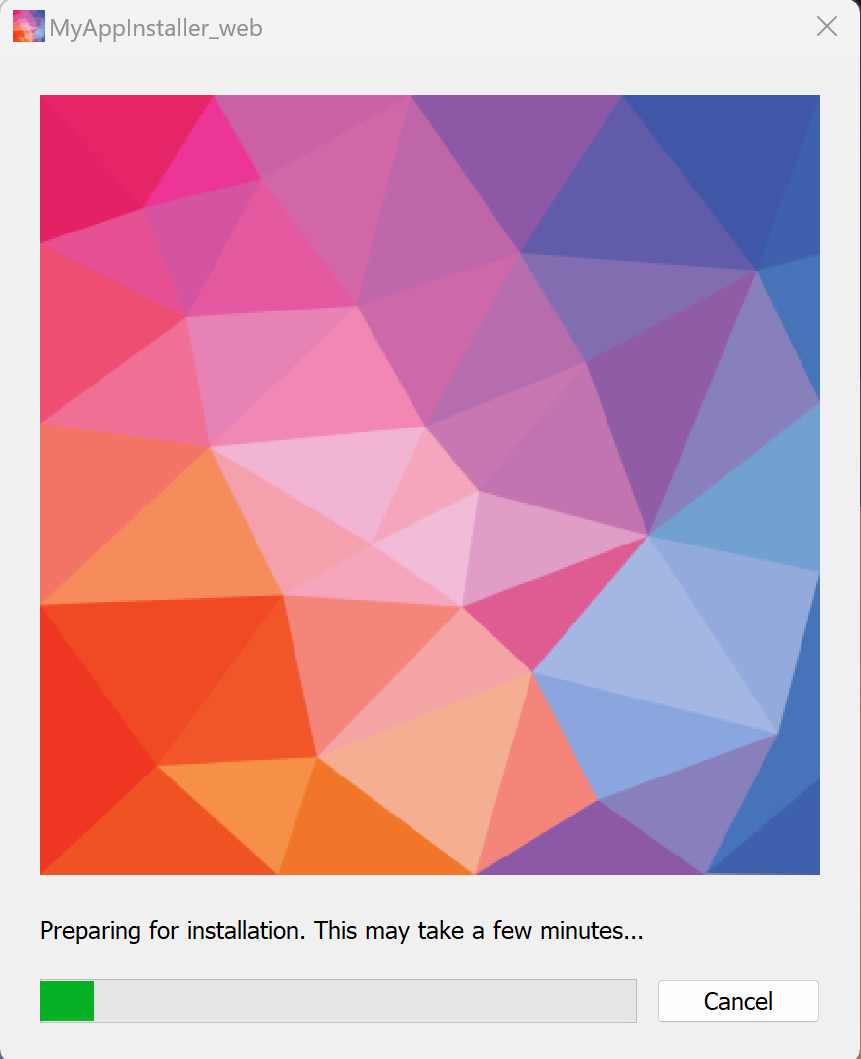 MyAppInstaller_web
Preparing for installation. This may take a few minutes...
Cancel